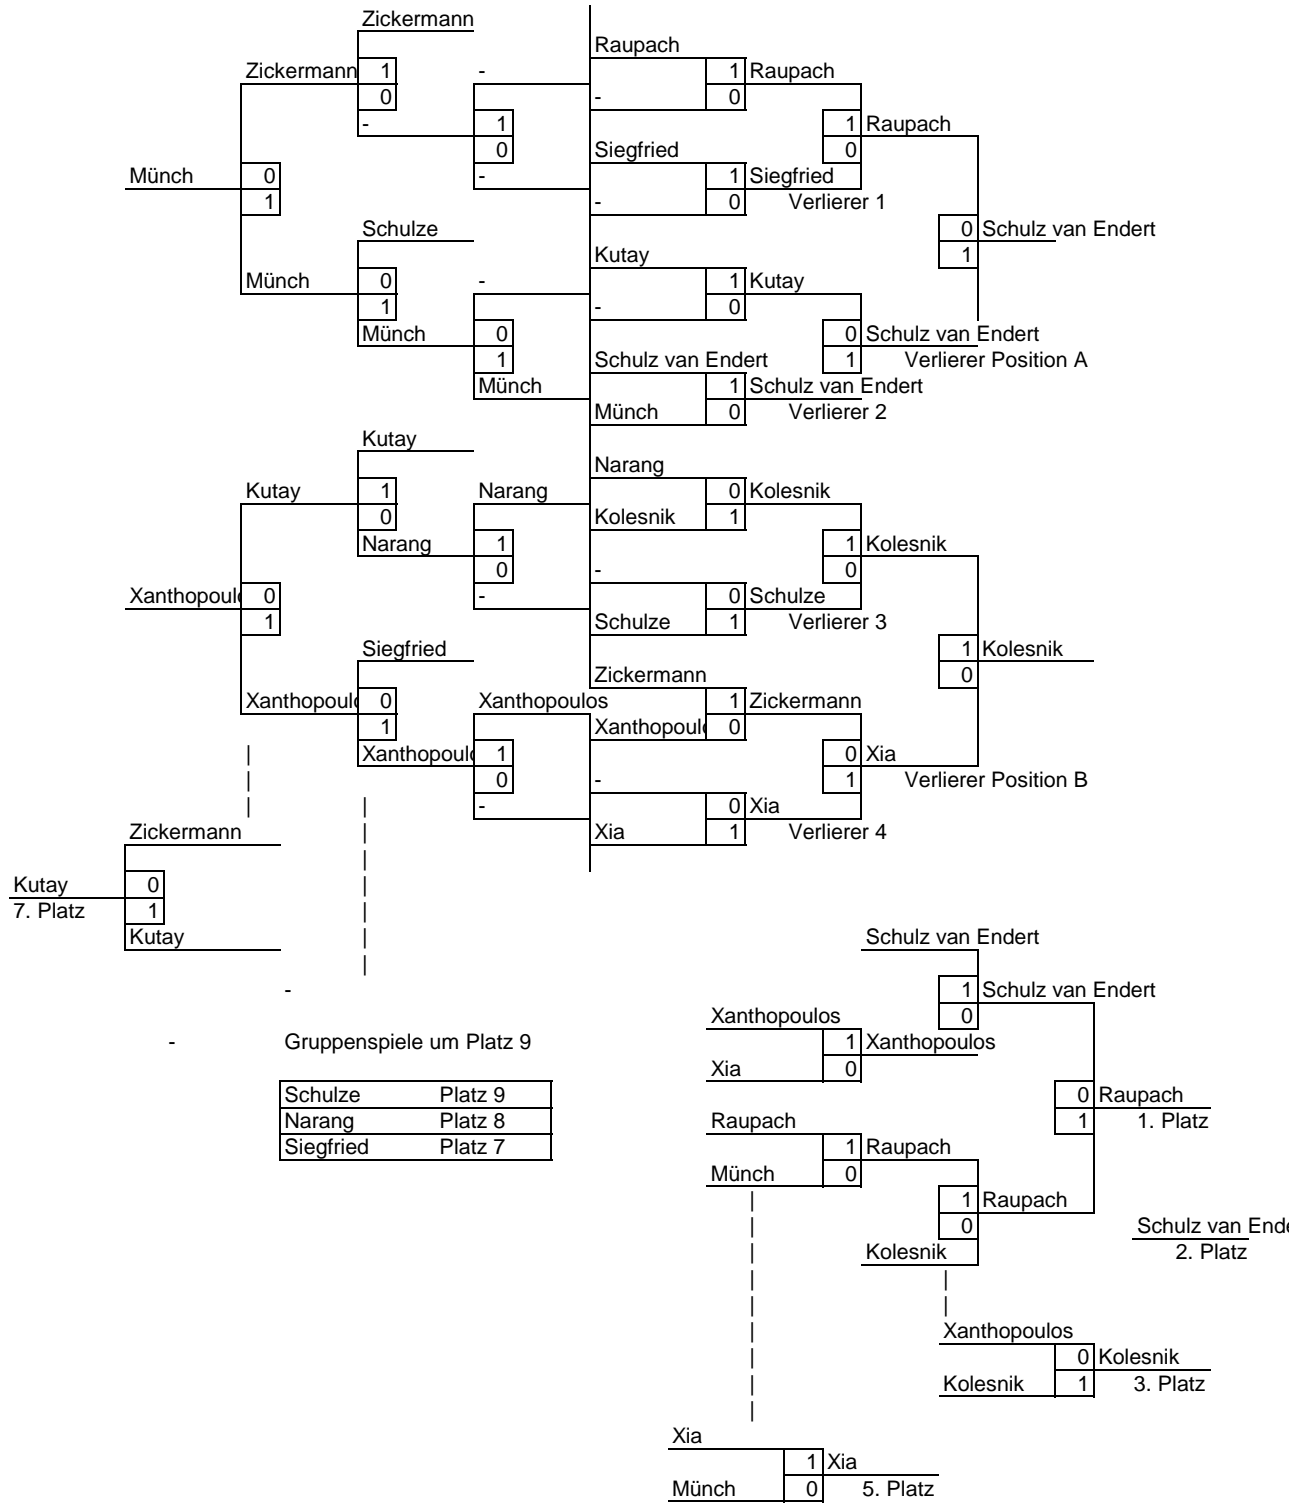 Zickermann
Raupach
Zickermann 1 - 1 Raupach
0 - 0
- 1 1 Raupach
0 Siegfried 0
Münch 0 - 1 Siegfried
1 - 0 Verlierer 1
Schulze 0 Schulz van Endert
Kutay 1
Münch 0 - 1 Kutay
1 - 0
Münch 0 0 Schulz van Endert
1 Schulz van Endert 1 Verlierer Position A
Münch 1 Schulz van Endert
Münch 0 Verlierer 2
Kutay
Narang
Kutay 1 Narang 0 Kolesnik
0 Kolesnik 1
Narang 1 1 Kolesnik
0 - 0
Xanthopoul 0 - 0 Schulze
1 Schulze 1 Verlierer 3
Siegfried 1 Kolesnik
Zickermann 0
Xanthopoul 0 Xanthopoulos 1 Zickermann
1 Xanthopoul 0
Xanthopoul 1 0 Xia
0 - 1 Verlierer Position B
- 0 Xia
Zickermann Xia 1 Verlierer 4
Kutay 0
7. Platz 1
Kutay Schulz van Endert
- 1 Schulz van Endert
Xanthopoulos 0
- Gruppenspiele um Platz 9 1 Xanthopoulos
Xia 0
Schulze Platz 9 0 Raupach
Narang Platz 8 Raupach 1 1. Platz
Siegfried Platz 7 1 Raupach
Münch 0
1 Raupach
0 Schulz van Ende
Kolesnik 2. Platz
Xanthopoulos
0 Kolesnik
Kolesnik 1 3. Platz
Xia
1 Xia
Münch 0 5. Platz